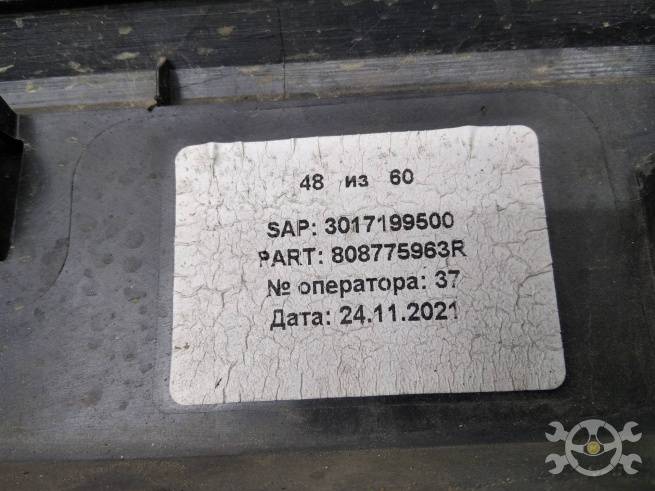 48 из 60
SAP: 3017199500
PART: 808775963R
№ оператора: 37
Дата: 24.11.2021